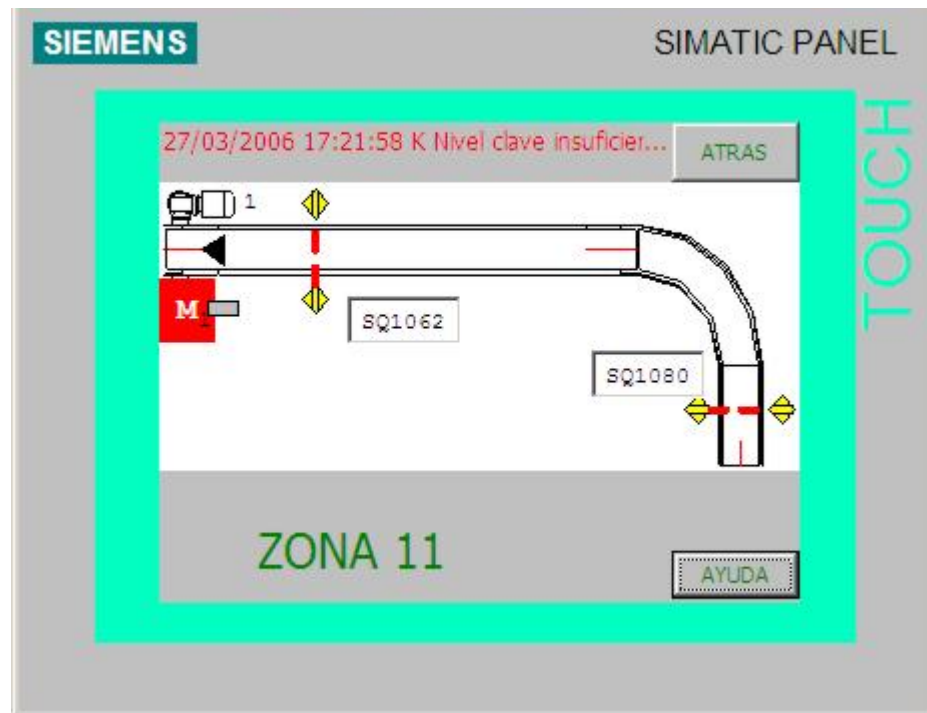 SIEMENS
SIMATIC PANEL
TOUCH
27/03/2006 17:21:58 K Nivel clave insuficier...
ATRAS
1
M
SQ1062
SQ1080
ZONA 11
AYUDA